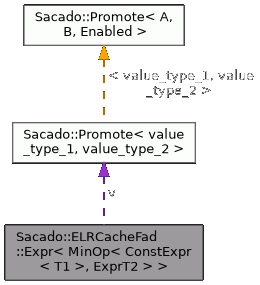 Sacado::Promote< A,
B, Enabled >
< value_type_1, value
_type_2 >
Sacado::Promote< value
_type_1, value_type_2 >
v
Sacado::ELRCacheFad
::Expr< MinOp< ConstExpr
< T1 >, ExprT2 > >